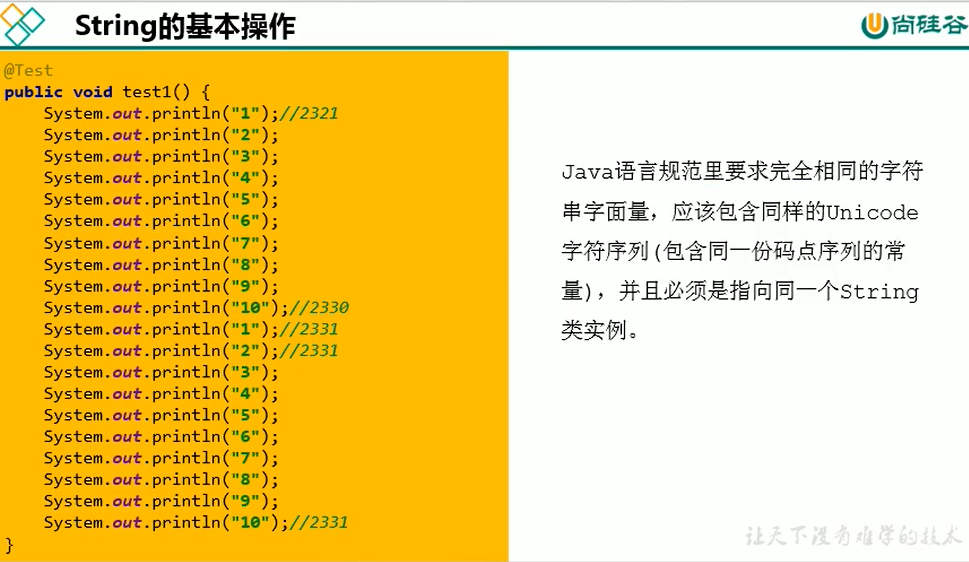 String的基本操作
尚硅谷
@Test
public void test1() {
    System.out.println("1");//2321
    System.out.println("2");
    System.out.println("3");
    System.out.println("4");
    System.out.println("5");
    System.out.println("6");
    System.out.println("7");
    System.out.println("8");
    System.out.println("9");
    System.out.println("10");//2330
    System.out.println("1");//2331
    System.out.println("2");//2331
    System.out.println("3");
    System.out.println("4");
    System.out.println("5");
    System.out.println("6");
    System.out.println("7");
    System.out.println("8");
    System.out.println("9");
    System.out.println("10");//2331
}
Java语言规范里要求完全相同的字符
串字面量，应该包含同样的Unicode
字符序列(包含同一份码点序列的常
量)，并且必须是指向同一个String
类实例。
让天下没有难学的技术